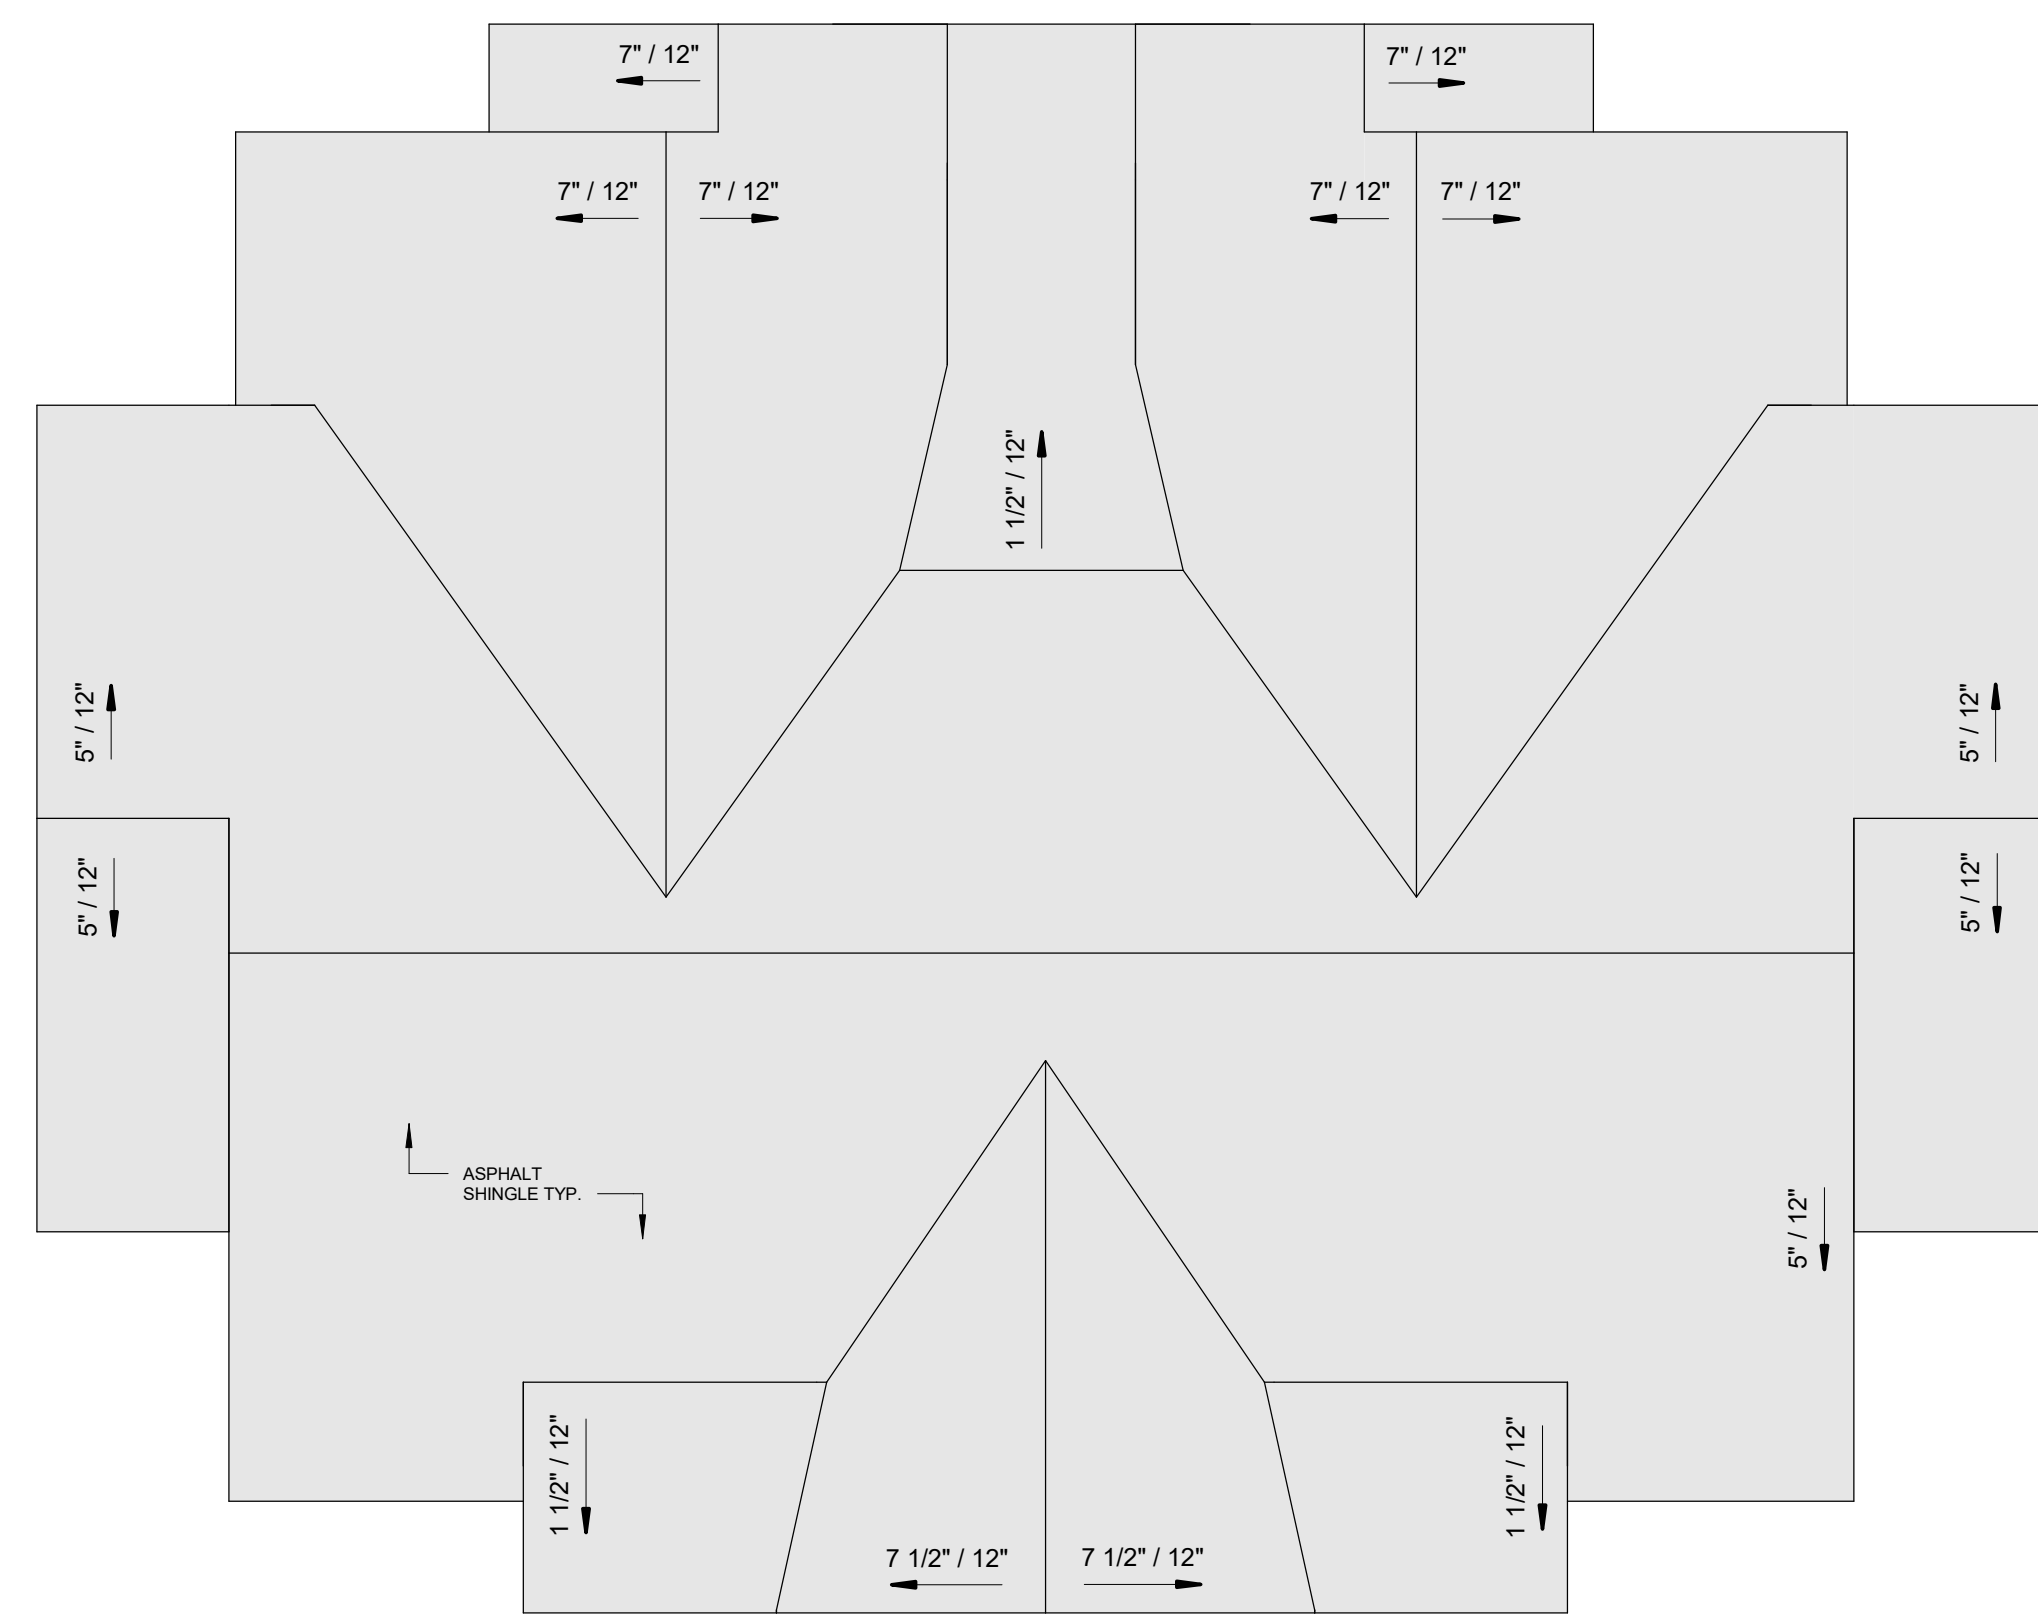 7" / 12"
7" / 12"
7" / 12"
7" / 12"
7" / 12"
7" / 12"
1 1/2" / 12"
5" / 12"
5" / 12"
5" / 12"
5" / 12"
ASPHALT
SHINGLE TYP.
5" / 12"
1 1/2" / 12"
1 1/2" / 12"
7 1/2" / 12"
7 1/2" / 12"